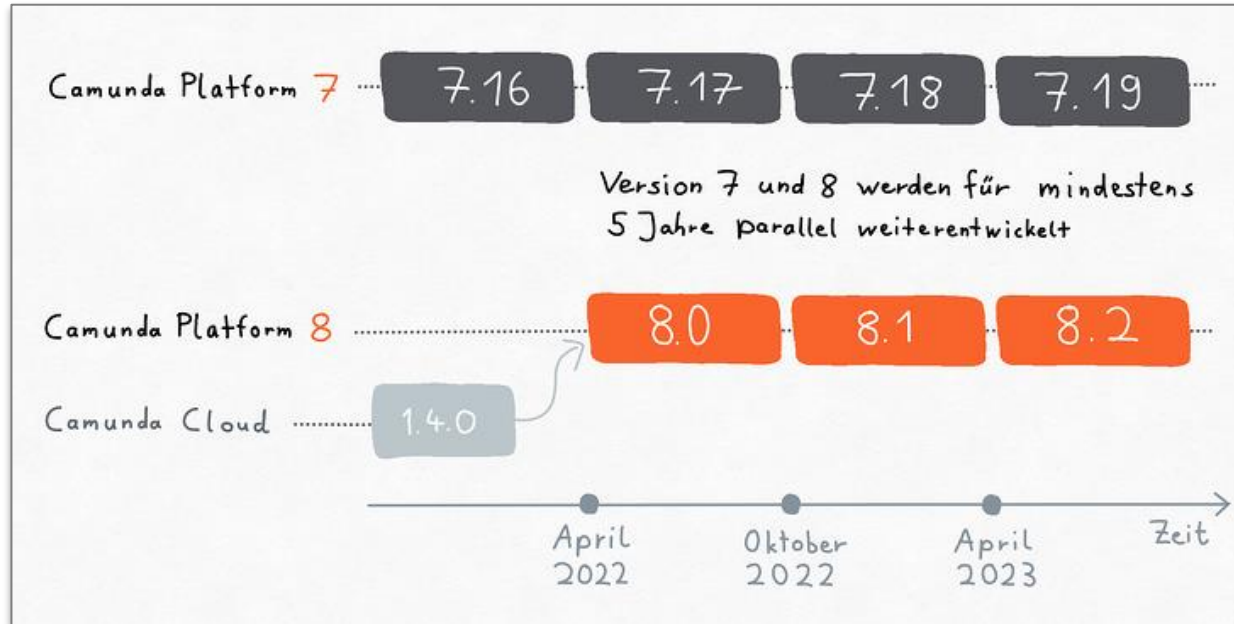 Camunda Platform 7
7.16
7.17
7.18
7.19
Version 7 und 8 werden für mindestens
5 Jahre parallel weiterentwickelt
Camunda Platform 8
8.0
8.1
8.2
Camunda Cloud
1.4.0
April
2022
Oktober
2022
April
2023
Zeit